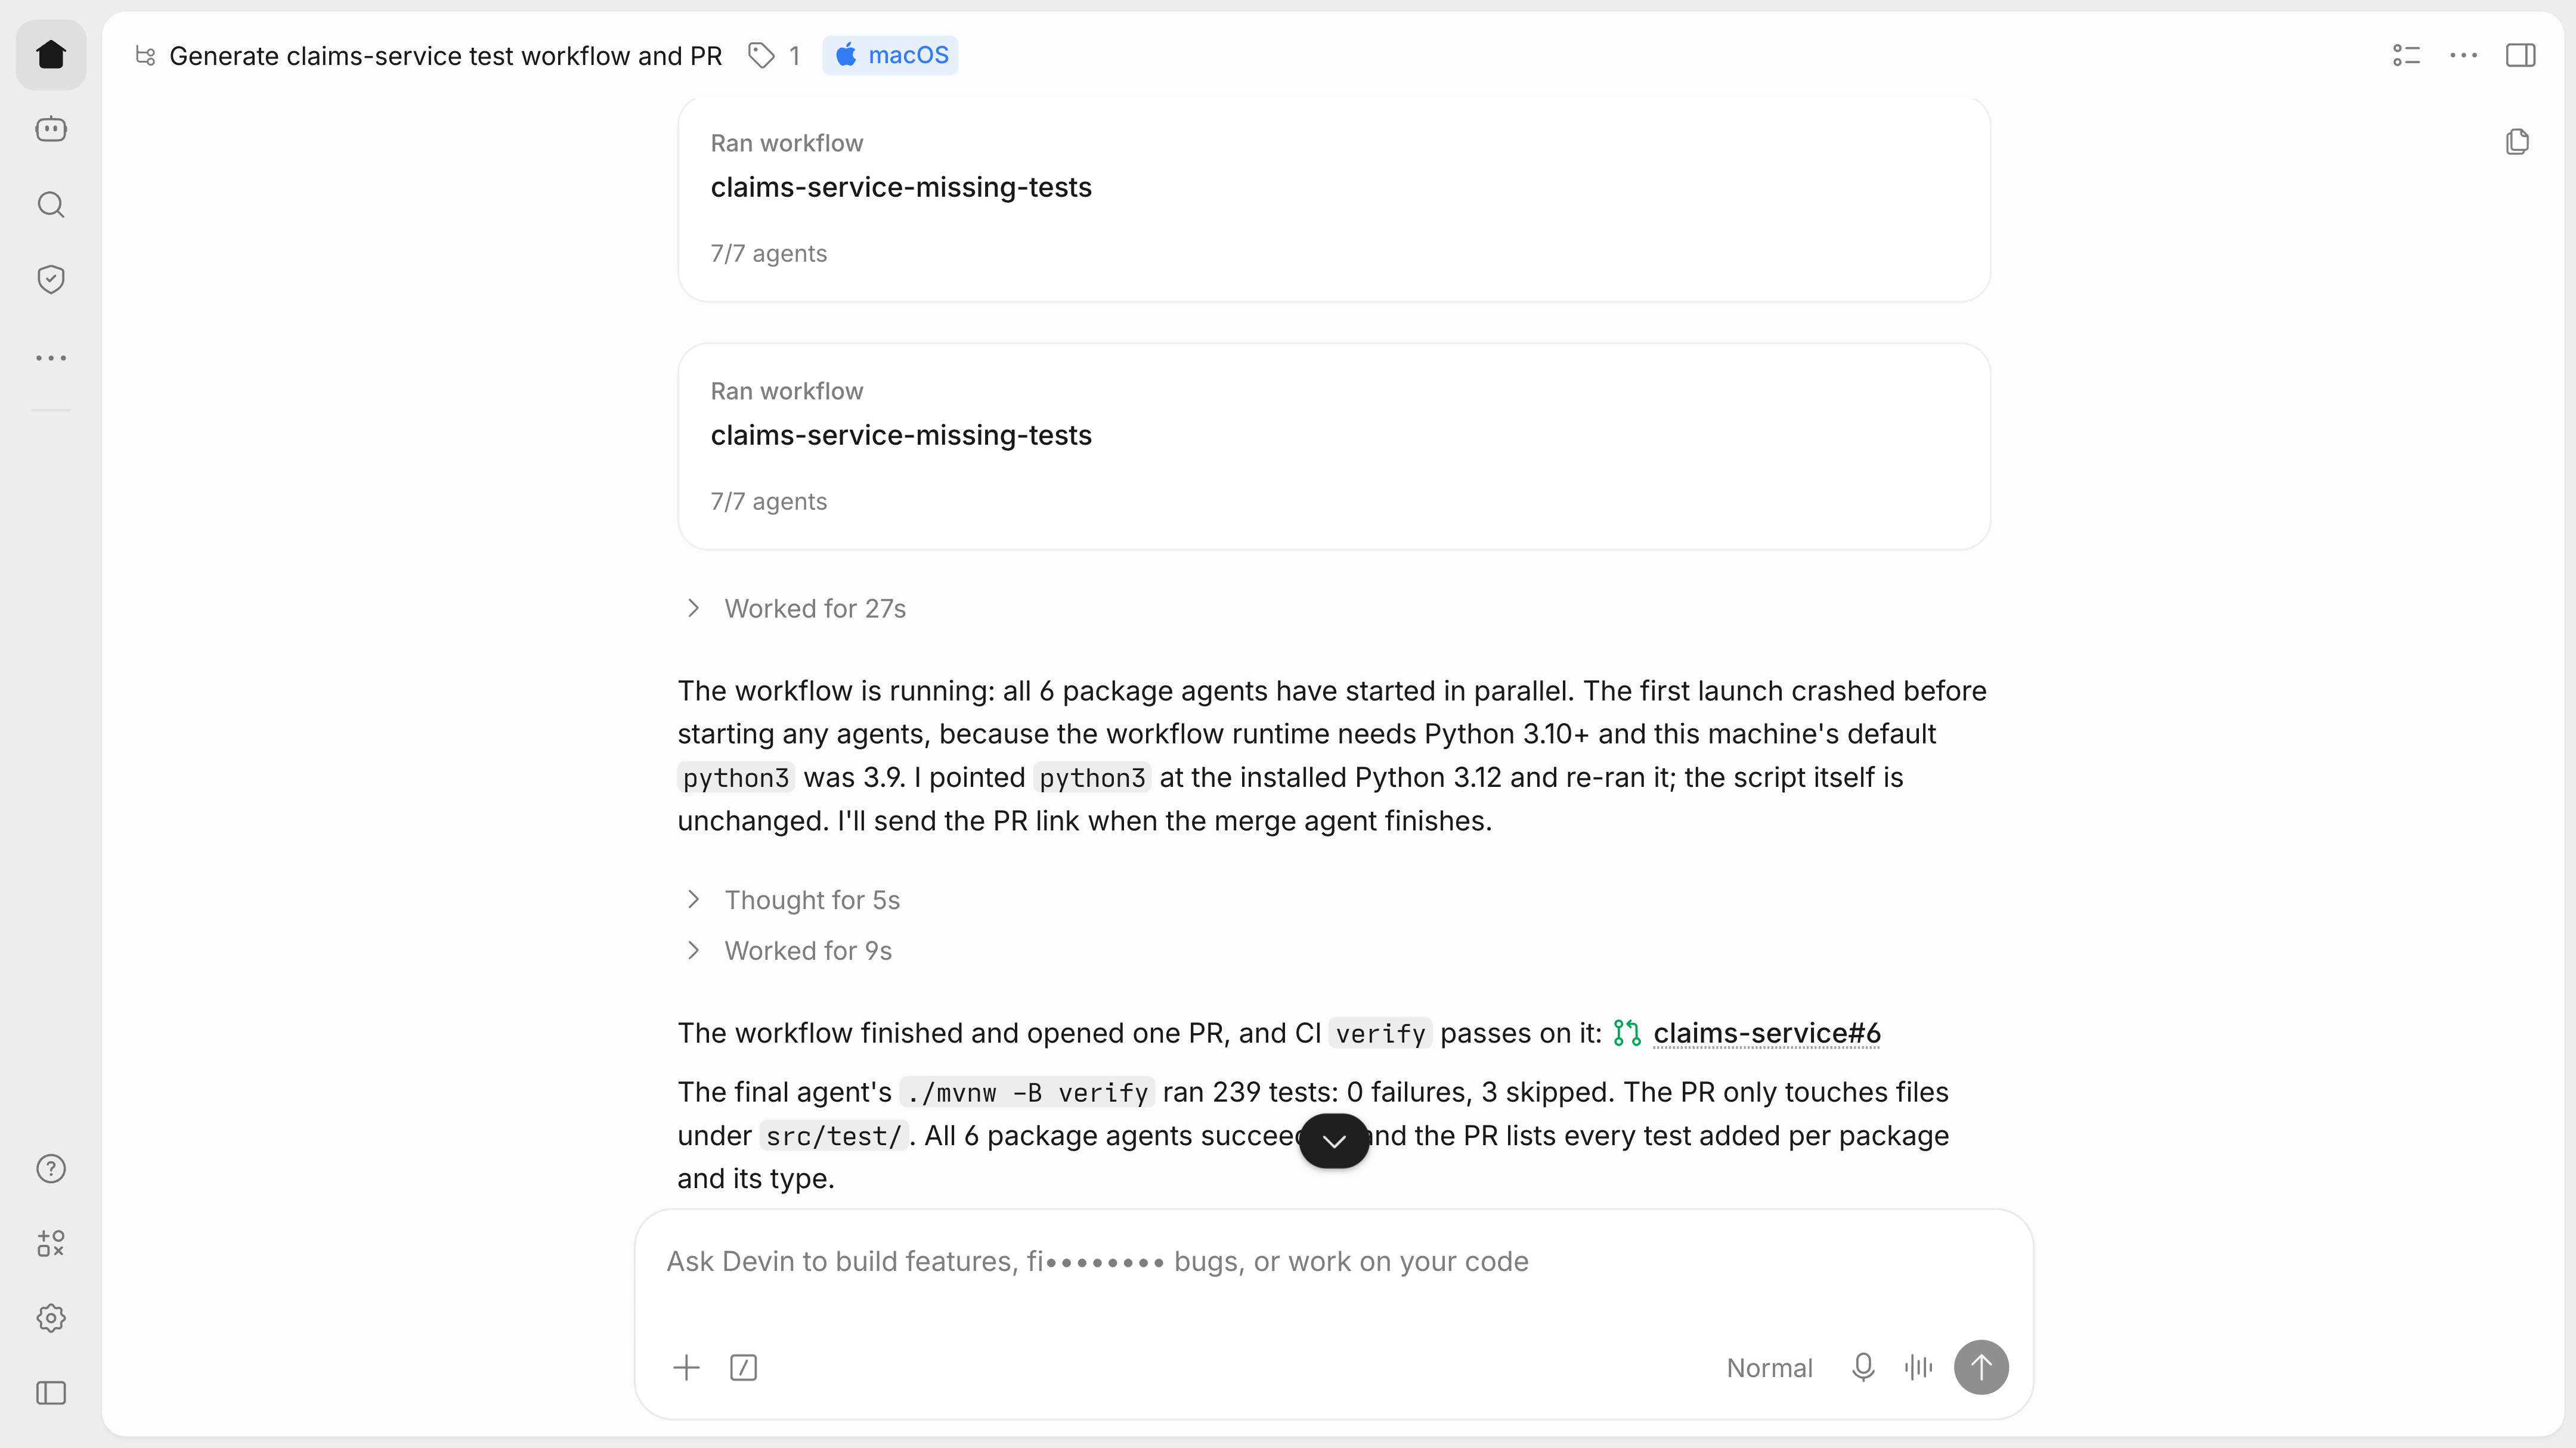 Generate claims-service test workflow and PR 1 macOS
Ran workflow
claims-service-missing-tests
7/7 agents
Ran workflow
claims-service-missing-tests
7/7 agents
Worked for 27s
The workflow is running: all 6 package agents have started in parallel. The first launch crashed before
starting any agents, because the workflow runtime needs Python 3.10+ and this machine's default
python3 was 3.9. I pointed python3 at the installed Python 3.12 and re-ran it; the script itself is
unchanged. I'll send the PR link when the merge agent finishes.
Thought for 5s
Worked for 9s
The workflow finished and opened one PR, and CI verify passes on it: claims-service#6
The final agent's ./mvnw -B verify ran 239 tests: 0 failures, 3 skipped. The PR only touches files
under src/test/. All 6 package agents and the PR lists every test added per package
and its type.
Ask Devin to build features, fi•••••••• bugs, or work on your code
Normal